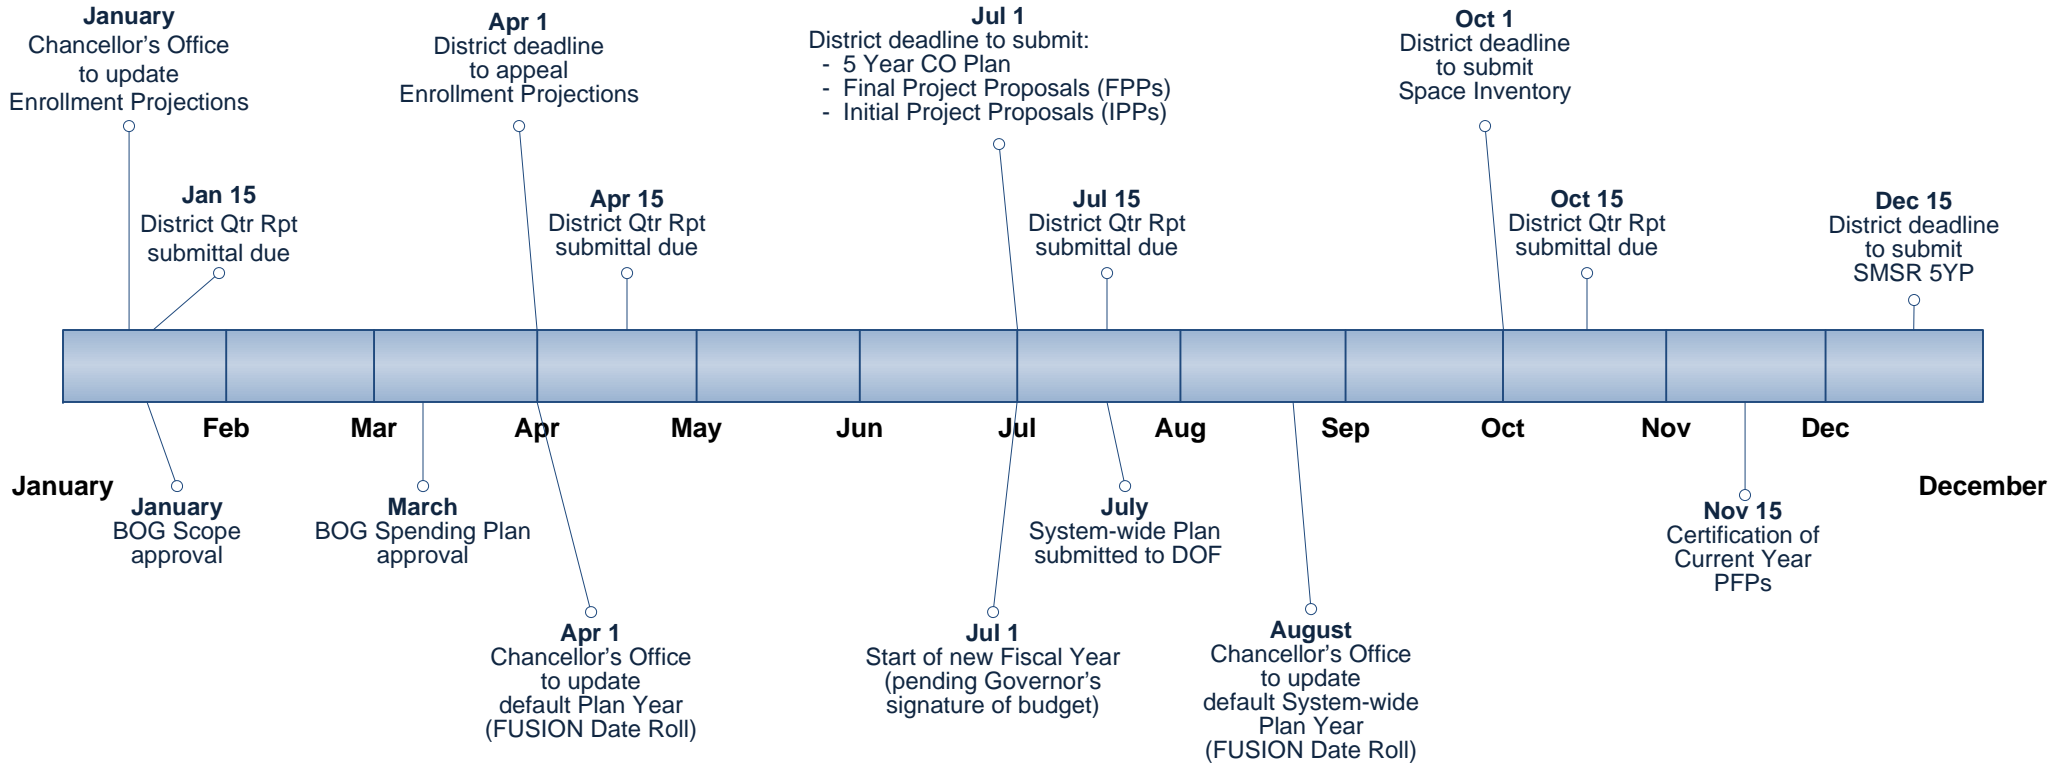 January
Chancellor’s Office
to update
Enrollment Projections
Apr 1
District deadline
to appeal
Enrollment Projections
Jul 1
District deadline to submit:
- 5 Year CO Plan
- Final Project Proposals (FPPs)
- Initial Project Proposals (IPPs)
Oct 1
District deadline
to submit
Space Inventory
Jan 15
District Qtr Rpt
submittal due
Apr 15
District Qtr Rpt
submittal due
Jul 15
District Qtr Rpt
submittal due
Oct 15
District Qtr Rpt
submittal due
Dec 15
District deadline
to submit
SMSR 5YP
Feb
Mar
Apr
May
Jun
Jul
Aug
Sep
Oct
Nov
Dec
January
December
January
BOG Scope
approval
March
BOG Spending Plan
approval
July
System-wide Plan
submitted to DOF
Nov 15
Certification of
Current Year
PFPs
Apr 1
Chancellor’s Office
to update
default Plan Year
(FUSION Date Roll)
Jul 1
Start of new Fiscal Year
(pending Governor’s
signature of budget)
August
Chancellor’s Office
to update
default System-wide
Plan Year
(FUSION Date Roll)